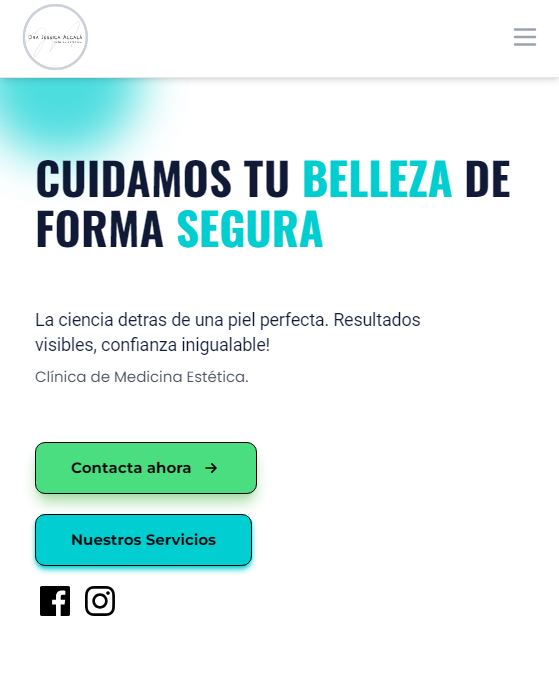 Dra Jessica Alcalá
CUIDAMOS TU BELLEZA DE
FORMA SEGURA
La ciencia detras de una piel perfecta. Resultados
visibles, confianza inigualable!
Clínica de Medicina Estética.
Contacta ahora →
Nuestros Servicios